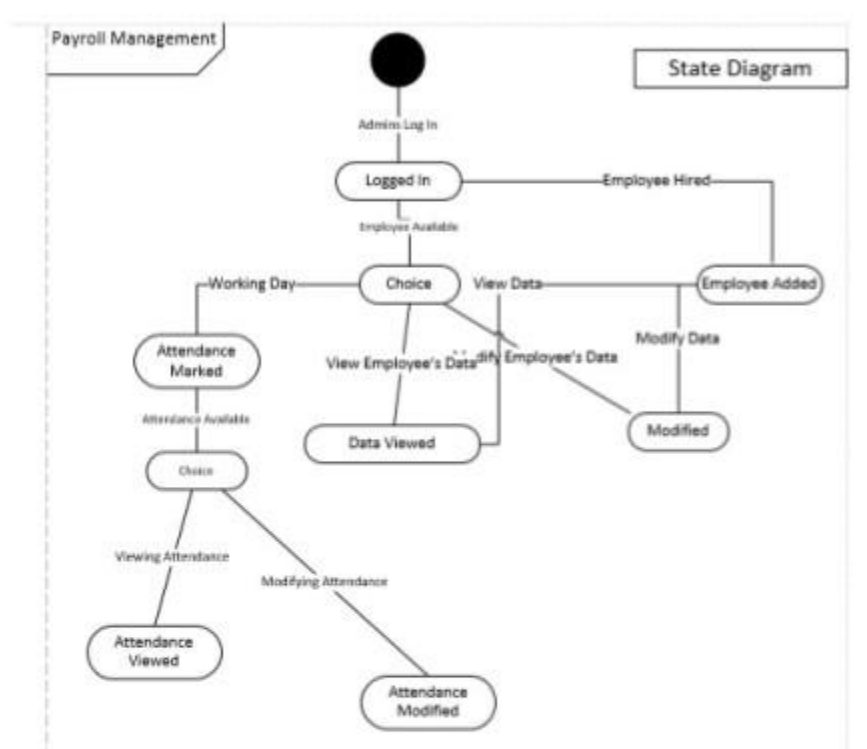 Payroll Management
State Diagram
Admins Log In
Logged In
Employee Hired
Employee Available
Working Day
Choice
View Data
Employee Added
Attendance
Marked
Modify Data
View Employee's Data
Modify Employee's Data
Attendance Available
Data Viewed
Modified
Choice
Viewing Attendance
Modifying Attendance
Attendance
Viewed
Attendance
Modified